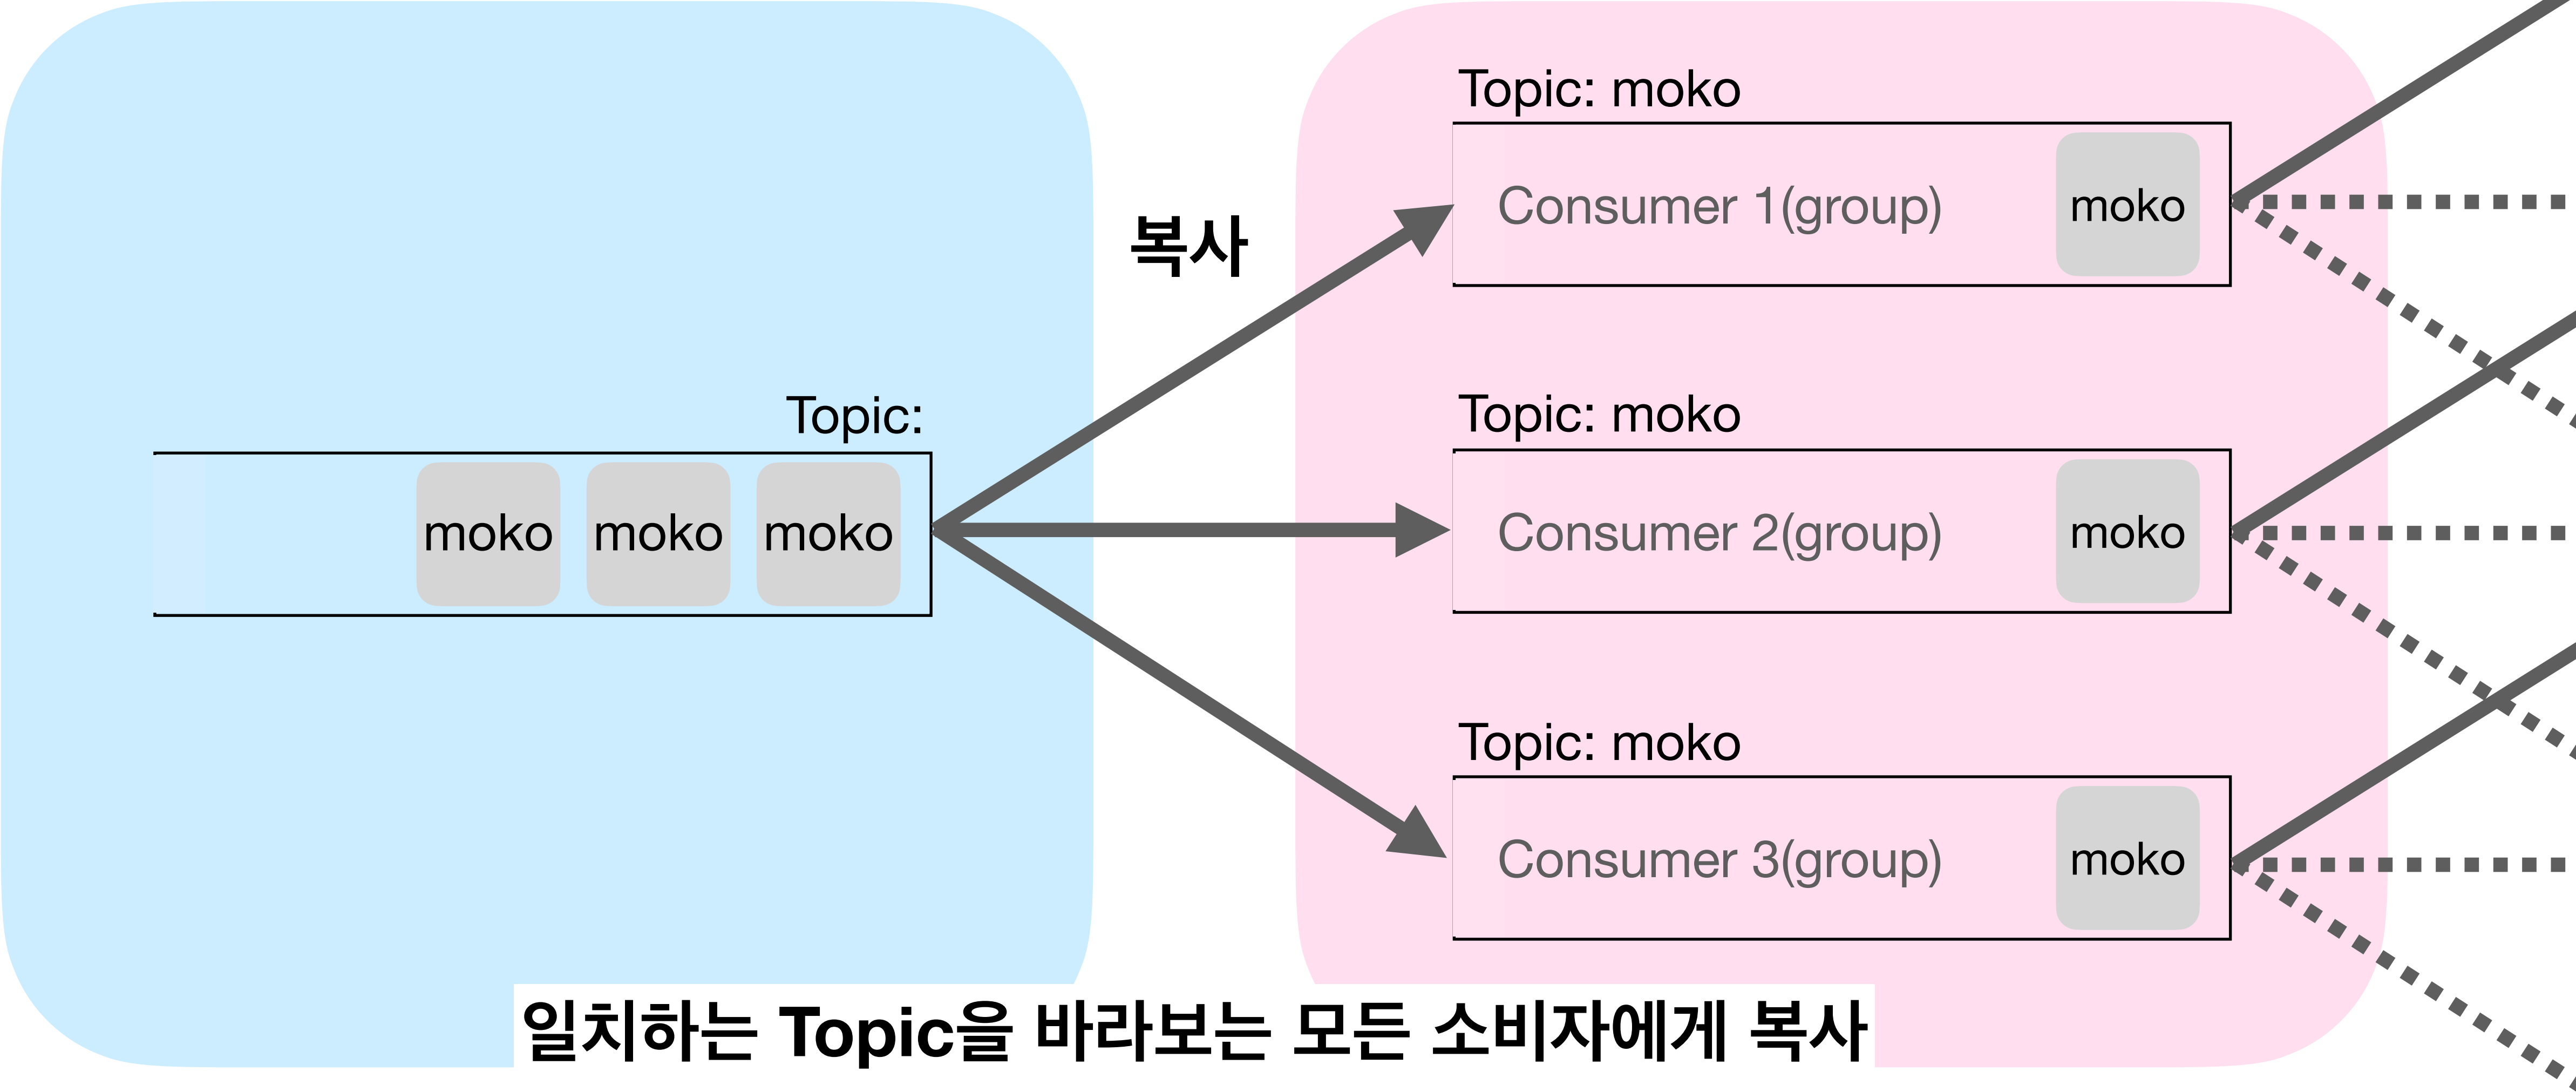 Topic:
moko moko moko
복사
Topic: moko
Consumer 1(group) moko
Topic: moko
Consumer 2(group) moko
Topic: moko
Consumer 3(group) moko
일치하는 Topic을 바라보는 모든 소비자에게 복사